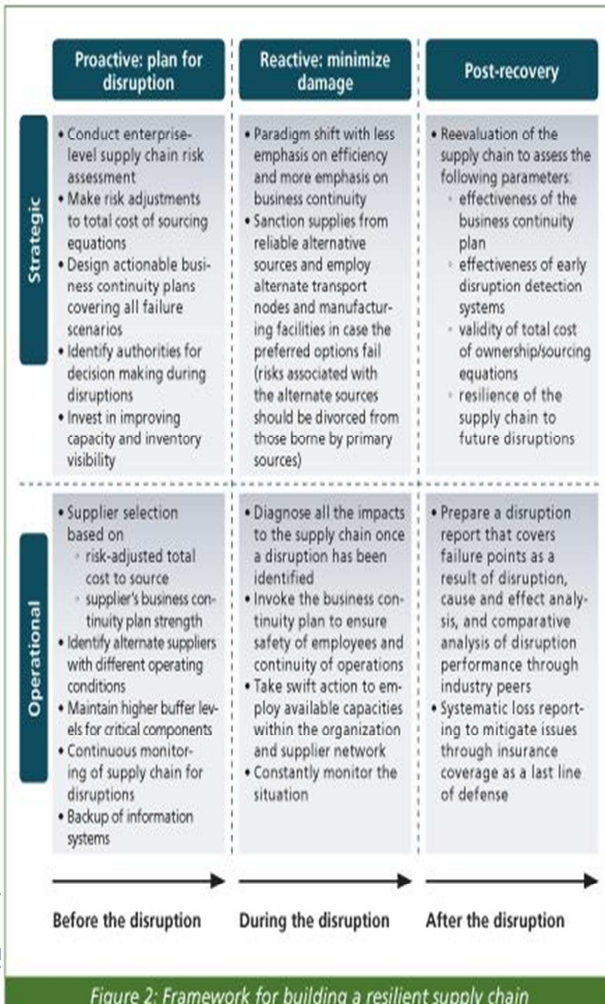 Proactive: plan for
disruption
Reactive: minimize
damage
Post-recovery
Strategic
• Conduct enterprise-
level supply chain risk
assessment
• Make risk adjustments
to total cost of sourcing
equations
• Design actionable busi-
ness continuity plans
covering all failure
scenarios
• Identify authorities for
decision making during
disruptions
• Invest in improving
capacity and inventory
visibility
• Paradigm shift with less
emphasis on efficiency
and more emphasis on
business continuity
• Sanction supplies from
reliable alternative
sources and employ
alternate transport
nodes and manufactur-
ing facilities in case the
preferred options fail
(risks associated with
the alternate sources
should be divorced from
those borne by primary
sources)
• Reevaluation of the
supply chain to assess the
following parameters:
◦ effectiveness of the
business continuity
plan
◦ effectiveness of early
disruption detection
systems
◦ validity of total cost
of ownership/sourcing
equations
◦ resilience of the
supply chain to
future disruptions
Operational
• Supplier selection
based on
◦ risk-adjusted total
cost to source
◦ supplier's business con-
tinuity plan strength
• Identify alternate suppliers
with different operating
conditions
• Maintain higher buffer lev-
els for critical components
• Continuous monitor-
ing of supply chain for
disruptions
• Backup of information
systems
• Diagnose all the impacts
to the supply chain once
a disruption has been
identified
• Invoke the business con-
tinuity plan to ensure
safety of employees and
continuity of operations
• Take swift action to em-
ploy available capacities
within the organization
and supplier network
• Constantly monitor the
situation
• Prepare a disruption
report that covers
failure points as a
result of disruption,
cause and effect analy-
sis, and comparative
analysis of disruption
performance through
industry peers
• Systematic loss report-
ing to mitigate issues
through insurance
coverage as a last line
of defense
Before the disruption
During the disruption
After the disruption
Figure 2: Framework for building a resilient supply chain